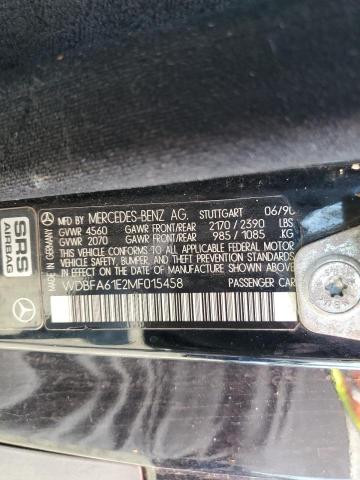 SRS
AIRBAG
MADE IN GERMANY
MFD BY MERCEDES-BENZ AG. STUTTGART 06/90
GVWR 4560 GAWR FRONT/REAR 2170 / 2390 LBS
GVWR 2070 GAWR FRONT/REAR 985 / 1085 KG
THIS VEHICLE CONFORMS TO ALL APPLICABLE FEDERAL MOTOR
VEHICLE SAFETY, BUMPER, AND THEFT PREVENTION STANDARDS
IN EFFECT ON THE DATE OF MANUFACTURE SHOWN ABOVE.
WDBFA61E2MF015458 PASSENGER CAR